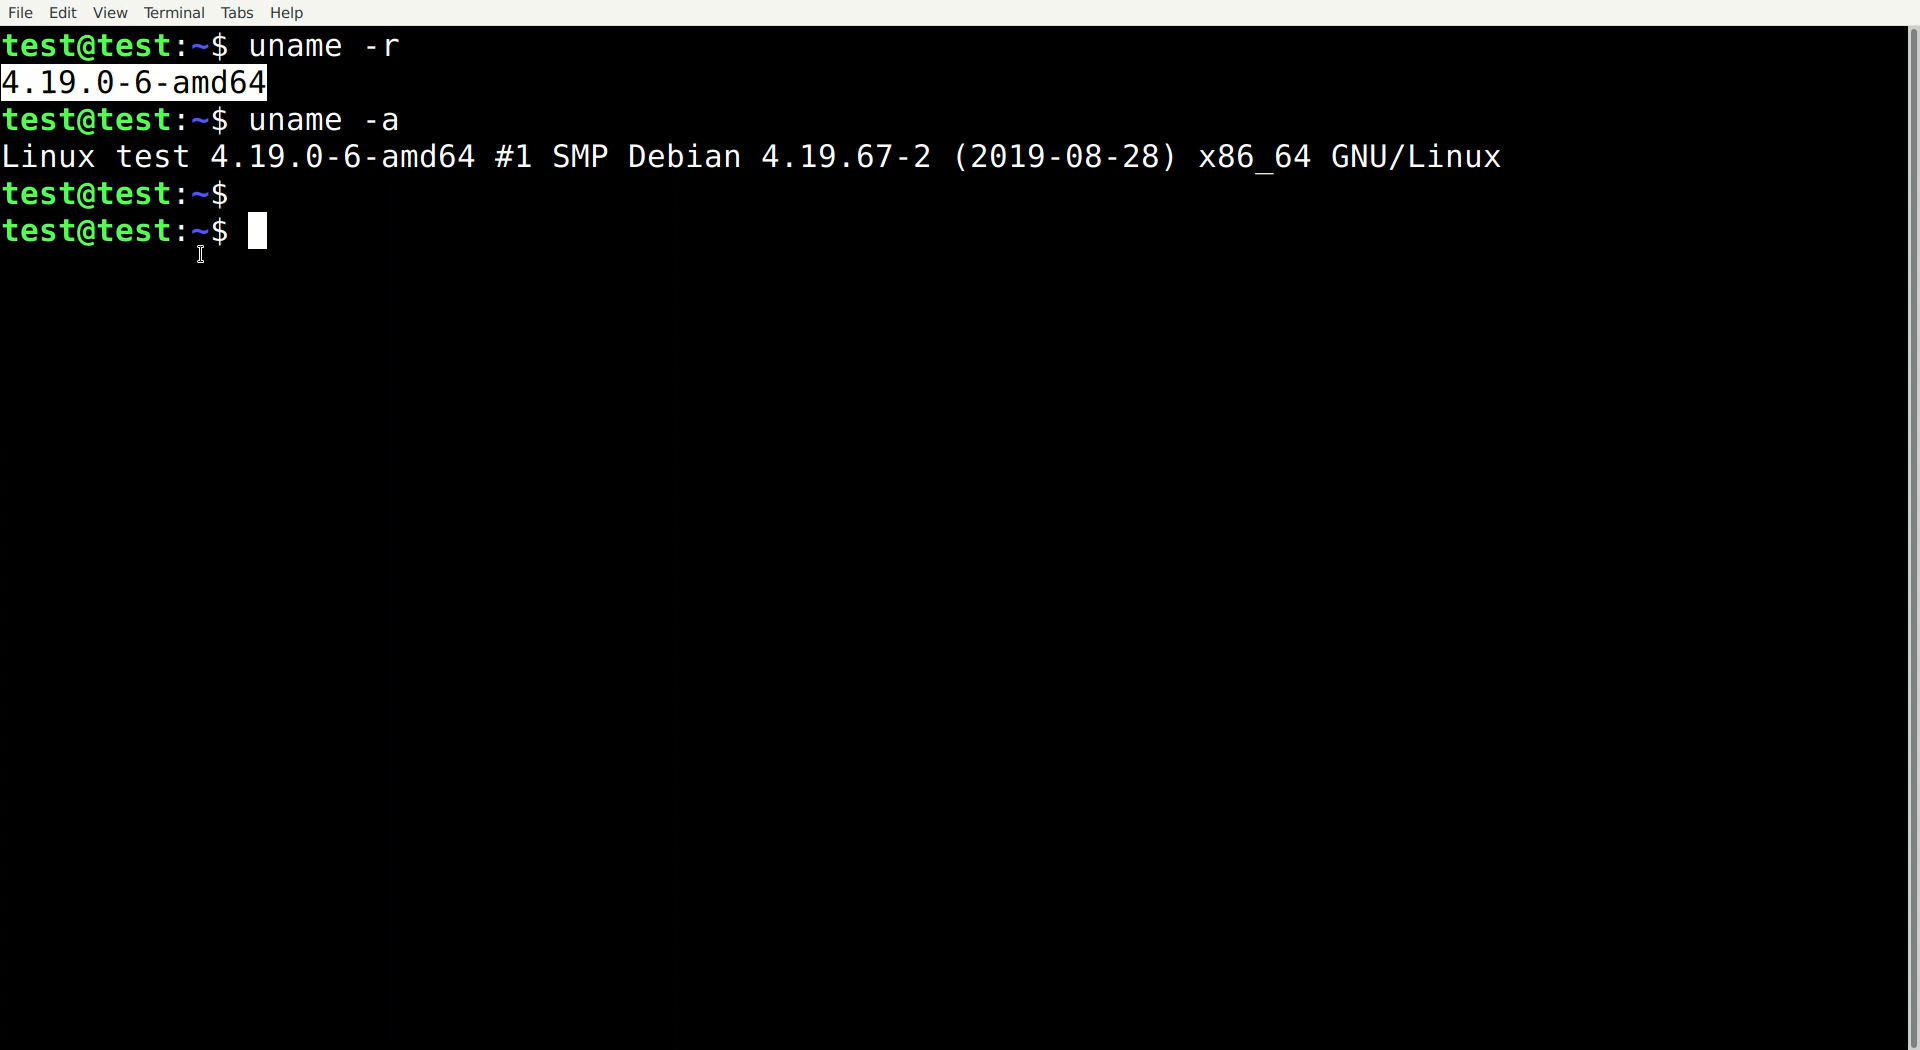 File Edit View Terminal Tabs Help
test@test:~$ uname -r
4.19.0-6-amd64
test@test:~$ uname -a
Linux test 4.19.0-6-amd64 #1 SMP Debian 4.19.67-2 (2019-08-28) x86_64 GNU/Linux
test@test:~$
test@test:~$